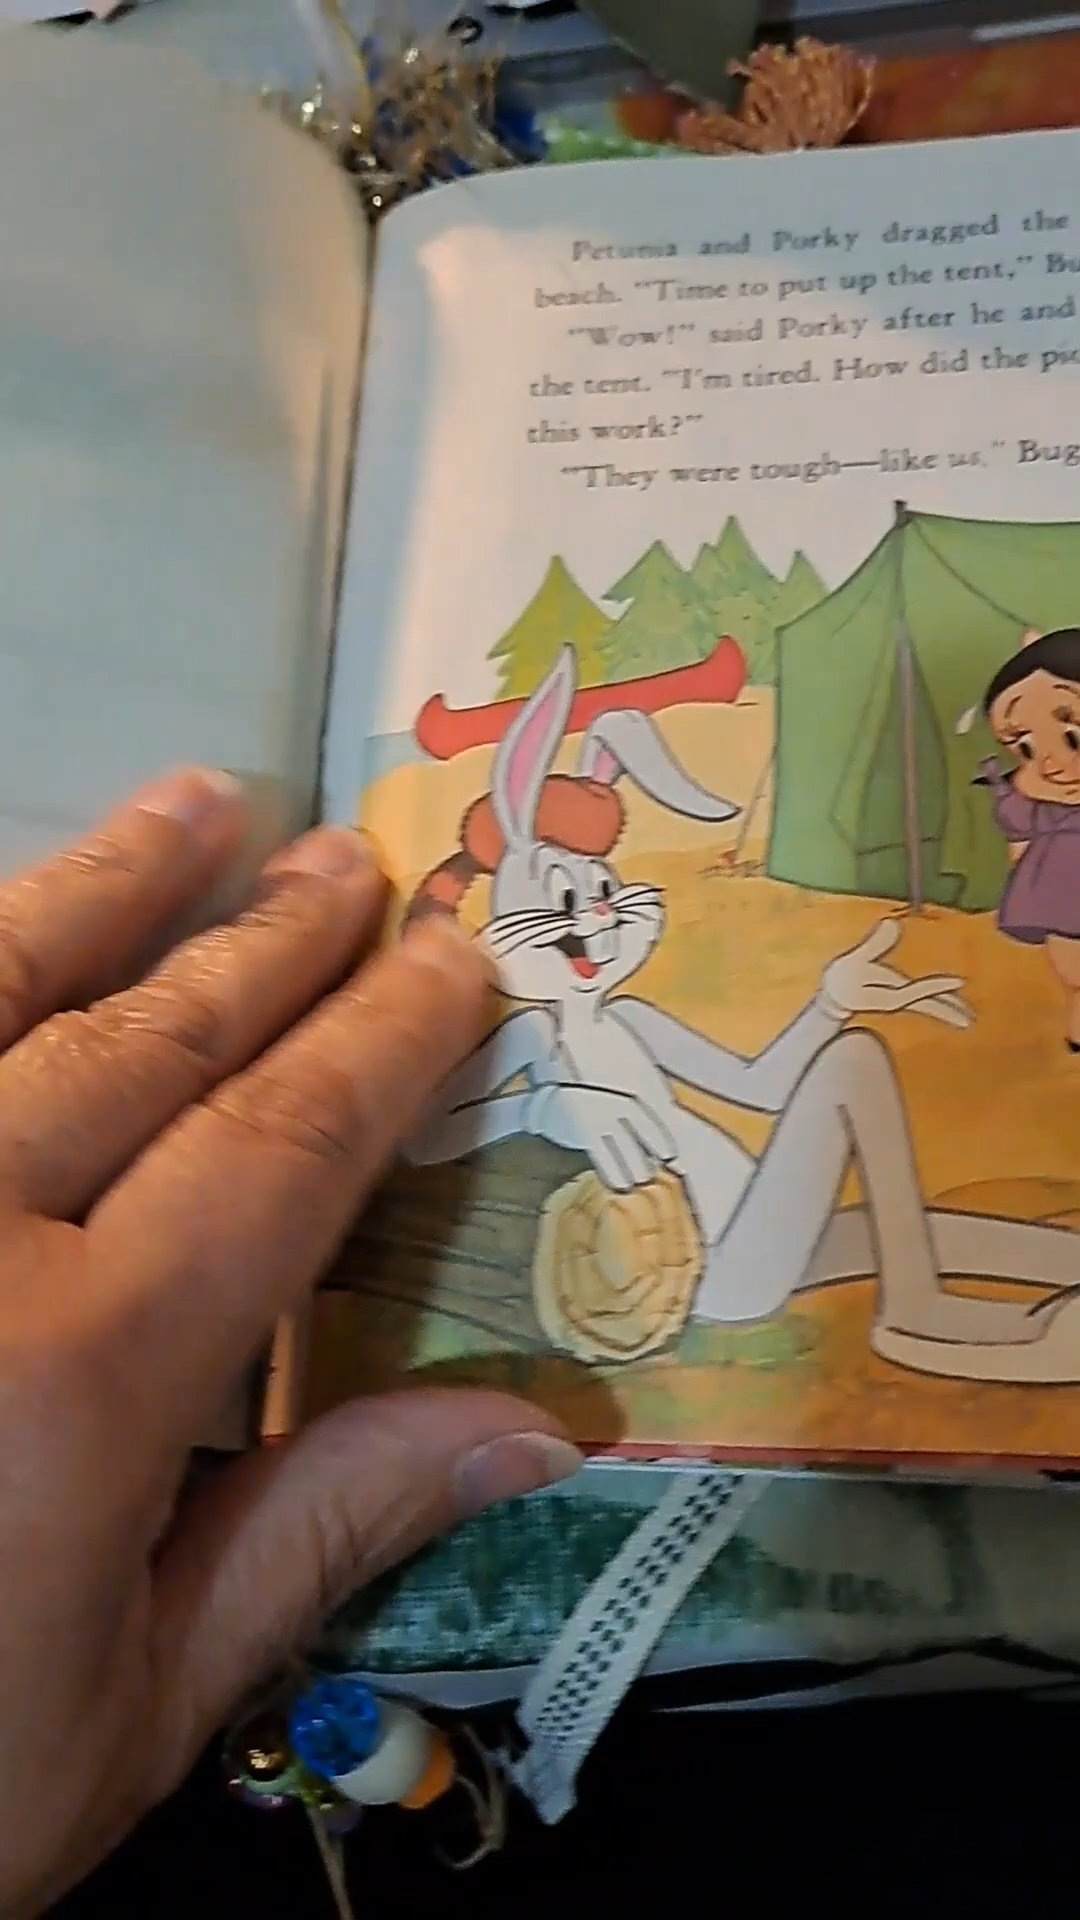 Petunia and Porky dragged the
beach. "Time to put up the tent," Bu
"Wow!" said Porky after he and
the tent. "I'm tired. How did the pio
this work?"
"They were tough—like us," Bug